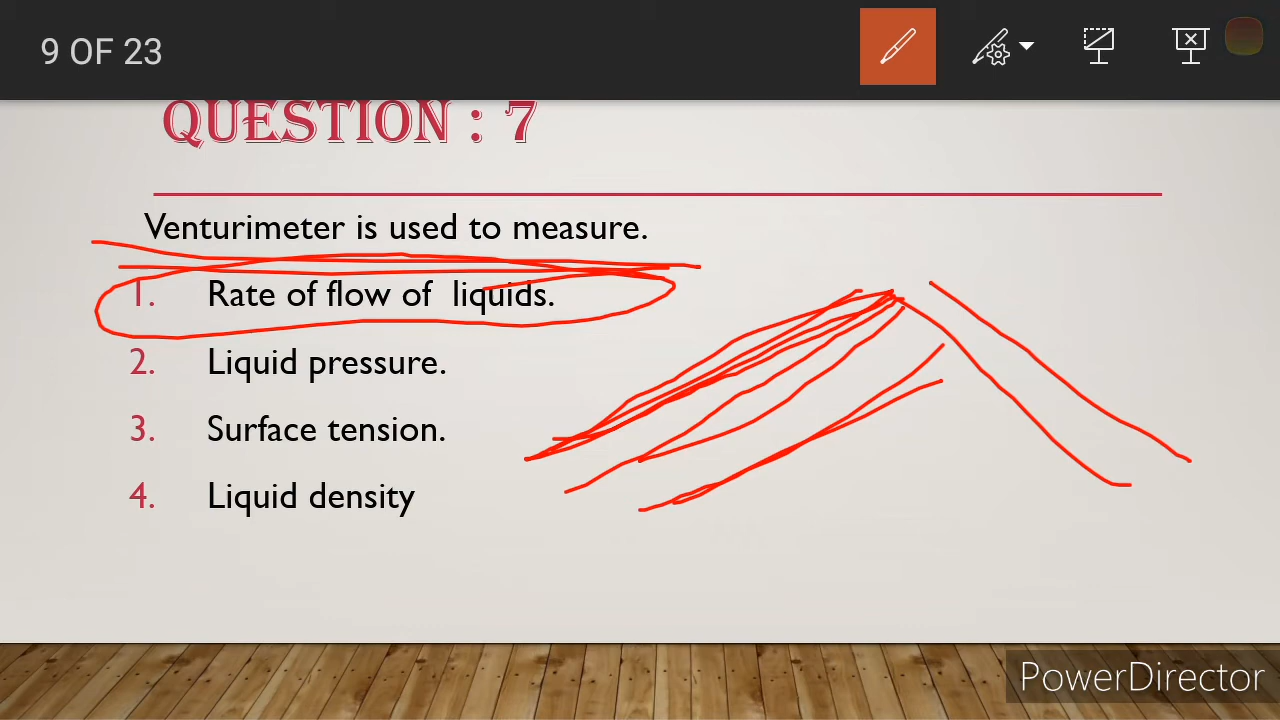 9 OF 23
QUESTION : 7
Venturimeter is used to measure.
1. Rate of flow of liquids.
2. Liquid pressure.
3. Surface tension.
4. Liquid density
PowerDirector